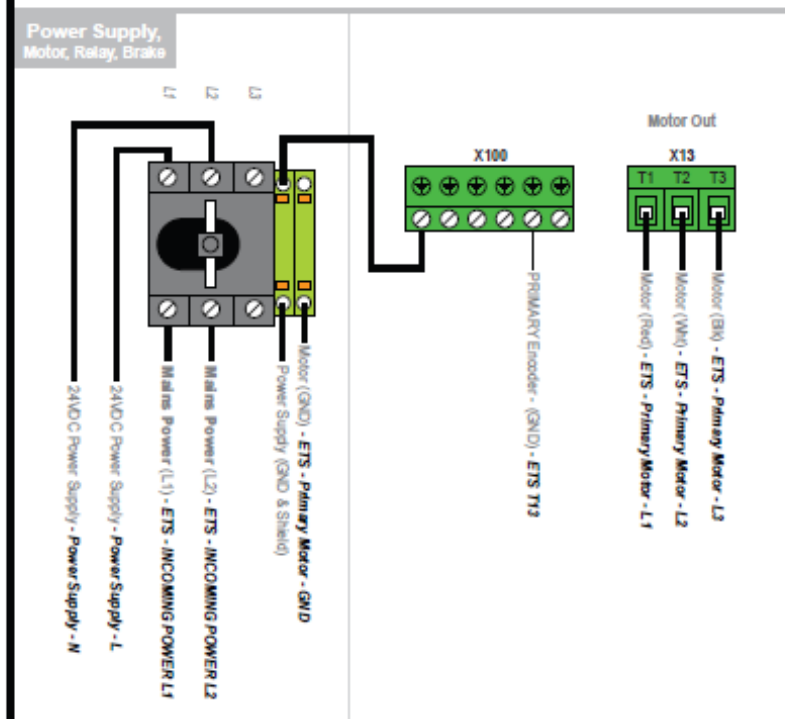 Power Supply,
Motor, Relay, Brake
L1
L2
L3
Motor Out
X100
X13
T1
T2
T3
24VDC Power Supply - Power Supply - N
24VDC Power Supply - Power Supply - L
Mains Power (L1) - ETS - INCOMING POWER L1
Mains Power (L2) - ETS - INCOMING POWER L2
Power Supply (GND & Shield)
Motor (GND) - ETS - Primary Motor - GND
PRIMARY Encoder - (GND) - ETS T13
Motor (Red) - ETS - Primary Motor - L1
Motor (Wht) - ETS - Primary Motor - L2
Motor (Blk) - ETS - Primary Motor - L3